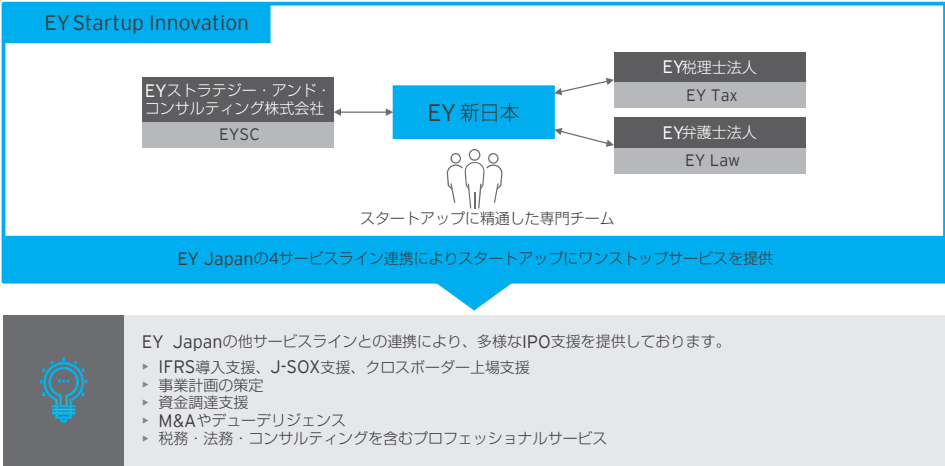 EY Startup Innovation
EYストラテジー・アンド・
コンサルティング株式会社
EYSC
EY 新日本
EY税理士法人
EY Tax
EY弁護士法人
EY Law
スタートアップに精通した専門チーム
EY Japanの4サービスライン連携によりスタートアップにワンストップサービスを提供
EY Japanの他サービスラインとの連携により、多様なIPO支援を提供しております。
▸ IFRS導入支援、J-SOX支援、クロスボーダー上場支援
▸ 事業計画の策定
▸ 資金調達支援
▸ M&Aやデューデリジェンス
▸ 税務・法務・コンサルティングを含むプロフェッショナルサービス